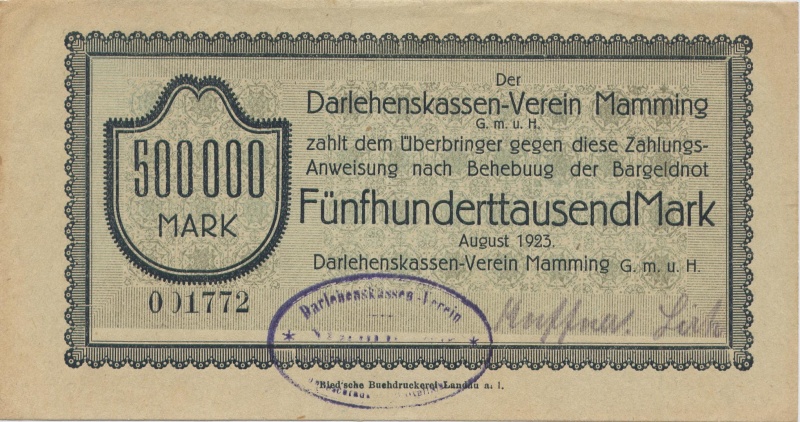 Der
Darlehenskassen-Verein Mamming
G. m. u. H.
zahlt dem Überbringer gegen diese Zahlungs-
Anweisung nach Behebuug der Bargeldnot
500000
MARK
FünfhunderttausendMark
August 1923.
Darlehenskassen-Verein Mamming G. m. u. H.
001772
Darlehenskassen-Verein
Ried'sche Buchdruckerei-Landau a. I.